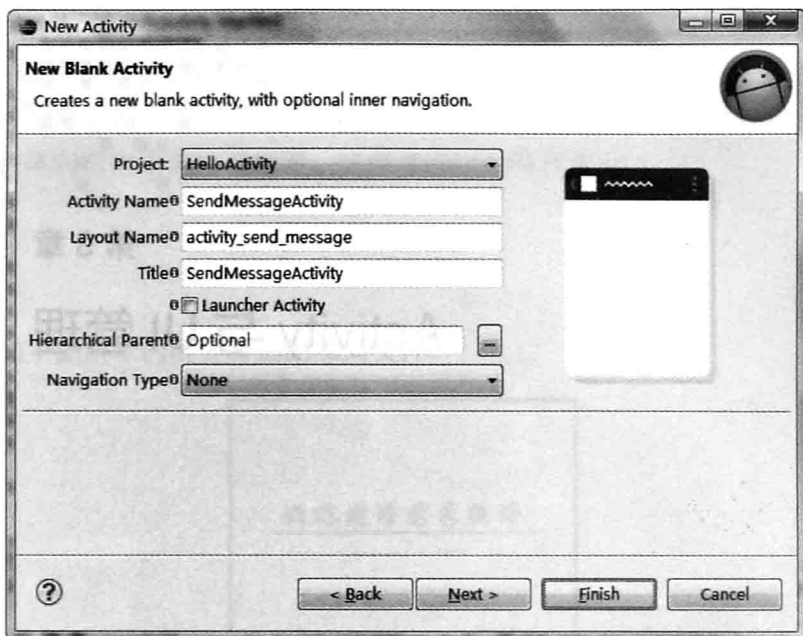 New Activity
New Blank Activity
Creates a new blank activity, with optional inner navigation.
Project: HelloActivity
Activity Name SendMessageActivity
Layout Name activity_send_message
Title SendMessageActivity
Launcher Activity
Hierarchical Parent Optional ...
Navigation Type None
? < Back Next > Finish Cancel